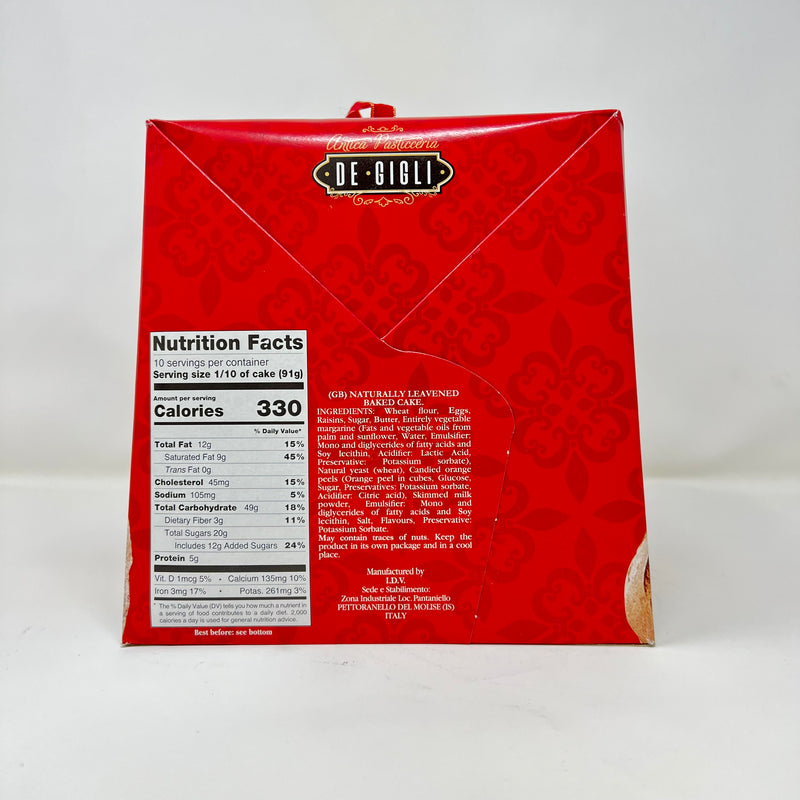 Antica Pasticceria
DE·GIGLI
Nutrition Facts
10 servings per container
Serving size 1/10 of cake (91g)
Amount per serving
Calories 330
% Daily Value*
Total Fat 12g 15%
Saturated Fat 9g 45%
Trans Fat 0g
Cholesterol 45mg 15%
Sodium 105mg 5%
Total Carbohydrate 49g 18%
Dietary Fiber 3g 11%
Total Sugars 20g
Includes 12g Added Sugars 24%
Protein 5g
Vit. D 1mcg 5% • Calcium 135mg 10%
Iron 3mg 17% • Potas. 261mg 3%
* The % Daily Value (DV) tells you how much a nutrient in
a serving of food contributes to a daily diet. 2,000
calories a day is used for general nutrition advice.
Best before: see bottom
(GB) NATURALLY LEAVENED
BAKED CAKE.
INGREDIENTS: Wheat flour, Eggs,
Raisins, Sugar, Butter, Entirely vegetable
margarine (Fats and vegetable oils from
palm and sunflower, Water, Emulsifier:
Mono and diglycerides of fatty acids and
Soy lecithin, Acidifier: Lactic Acid,
Preservative: Potassium sorbate),
Natural yeast (wheat), Candied orange
peels (Orange peel in cubes, Glucose,
Sugar, Preservatives: Potassium sorbate,
Acidifier: Citric acid), Skimmed milk
powder, Emulsifier: Mono and
diglycerides of fatty acids and Soy
lecithin, Salt, Flavours, Preservative:
Potassium Sorbate.
May contain traces of nuts. Keep the
product in its own package and in a cool
place.
Manufactured by
I.D.V.
Sede e Stabilimento:
Zona Industriale Loc. Pantaniello
PETTORANELLO DEL MOLISE (IS)
ITALY